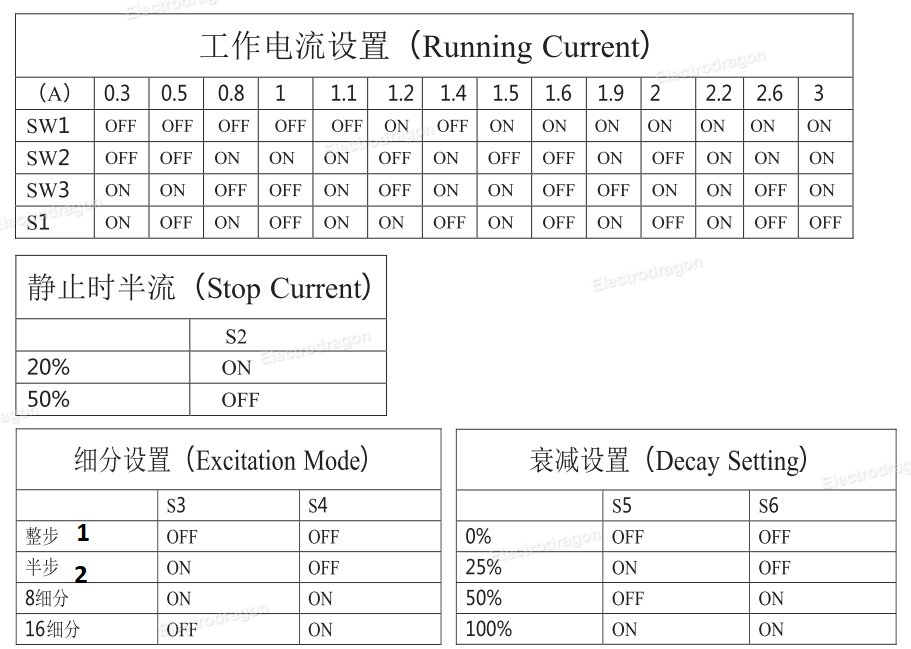 工作电流设置（Running Current）
（A） 0.3 0.5 0.8 1 1.1 1.2 1.4 1.5 1.6 1.9 2 2.2 2.6 3
SW1 OFF OFF OFF OFF OFF ON OFF ON ON ON ON ON ON ON
SW2 OFF OFF ON ON ON OFF ON OFF OFF ON OFF ON ON ON
SW3 ON ON OFF OFF ON OFF ON ON OFF OFF ON ON OFF ON
S1 ON OFF ON OFF ON ON OFF ON OFF ON OFF ON OFF OFF
静止时半流（Stop Current）
S2
20% ON
50% OFF
细分设置（Excitation Mode）
S3 S4
整步 1 OFF OFF
半步 2 ON OFF
8细分 ON ON
16细分 OFF ON
衰减设置（Decay Setting）
S5 S6
0% OFF OFF
25% ON OFF
50% OFF ON
100% ON ON
Electrodragon
Electrodragon
Electrodragon
Electrodragon
Electrodragon
Electrodragon
Electrodragon
Electrodragon